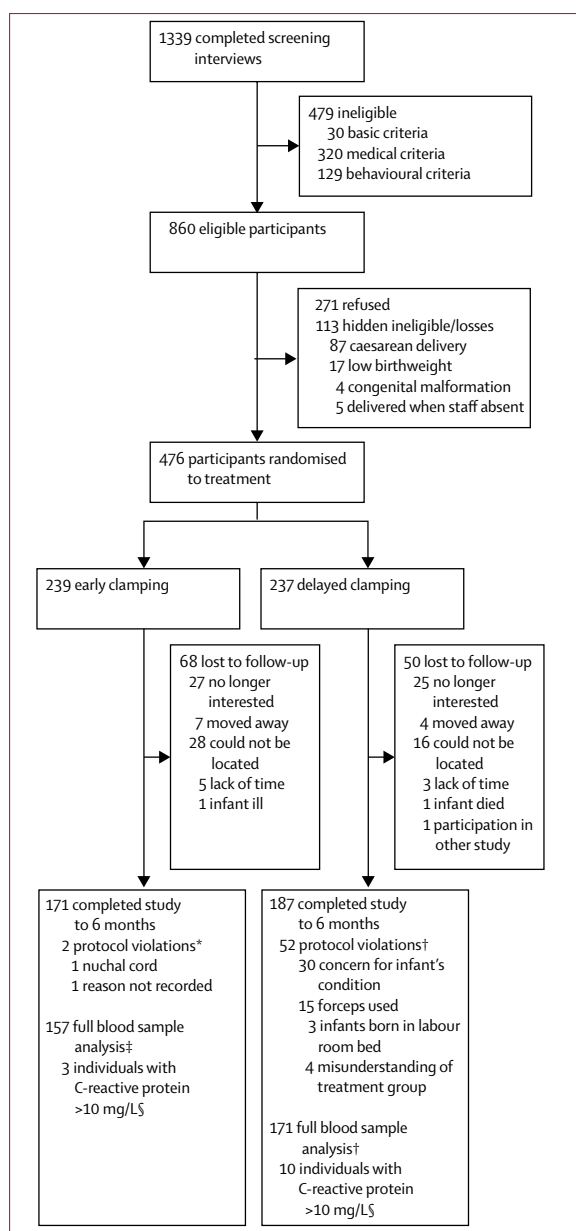 1339 completed screening
interviews
479 ineligible
30 basic criteria
320 medical criteria
129 behavioural criteria
860 eligible participants
271 refused
113 hidden ineligible/losses
87 caesarean delivery
17 low birthweight
4 congenital malformation
5 delivered when staff absent
476 participants randomised
to treatment
239 early clamping
237 delayed clamping
68 lost to follow-up
27 no longer
interested
7 moved away
28 could not be
located
5 lack of time
1 infant ill
50 lost to follow-up
25 no longer
interested
4 moved away
16 could not be
located
3 lack of time
1 infant died
1 participation in
other study
171 completed study
to 6 months
2 protocol violations*
1 nuchal cord
1 reason not recorded
157 full blood sample
analysis‡
3 individuals with
C-reactive protein
>10 mg/L§
187 completed study
to 6 months
52 protocol violations†
30 concern for infant's
condition
15 forceps used
3 infants born in labour
room bed
4 misunderstanding of
treatment group
171 full blood sample
analysis†
10 individuals with
C-reactive protein
>10 mg/L§